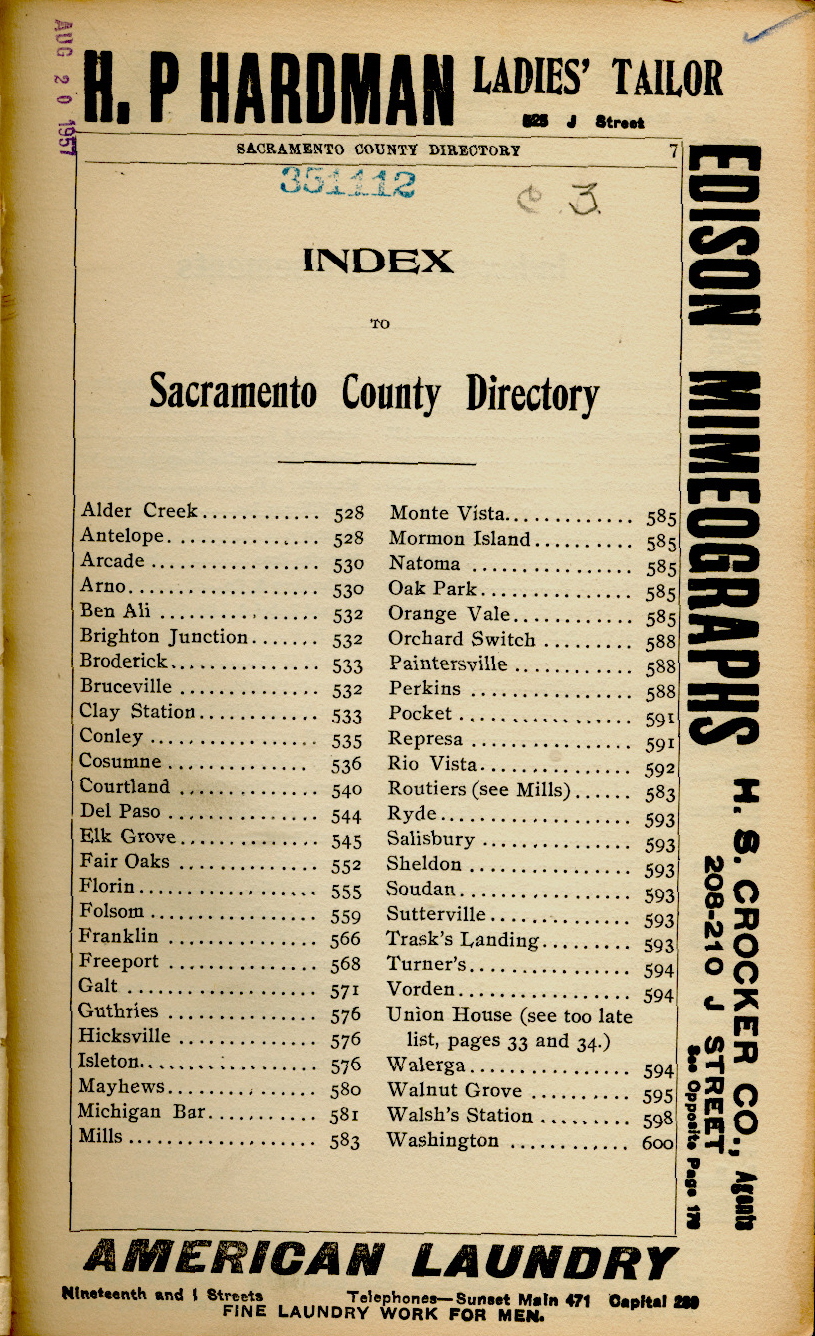 AUG 20 1957
H. P HARDMAN LADIES' TAILOR
825 J Street
SACRAMENTO COUNTY DIRECTORY 7
351112
c. 3.
INDEX
TO
Sacramento County Directory
Alder Creek............ 528
Antelope............... 528
Arcade ................ 530
Arno................... 530
Ben Ali ............... 532
Brighton Junction....... 532
Broderick.............. 533
Bruceville ............. 532
Clay Station............ 533
Conley ................ 535
Cosumne .............. 536
Courtland ............. 540
Del Paso .............. 544
Elk Grove.............. 545
Fair Oaks ............. 552
Florin.................. 555
Folsom ................ 559
Franklin ............... 566
Freeport ............... 568
Galt ................... 571
Guthries ............... 576
Hicksville .............. 576
Isleton................. 576
Mayhews............... 580
Michigan Bar........... 581
Mills ................... 583
Monte Vista............. 585
Mormon Island.......... 585
Natoma ................ 585
Oak Park............... 585
Orange Vale............ 585
Orchard Switch ......... 588
Paintersville ............ 588
Perkins ................ 588
Pocket ................. 591
Represa ................ 591
Rio Vista............... 592
Routiers (see Mills)...... 583
Ryde................... 593
Salisbury ............... 593
Sheldon ................ 593
Soudan................. 593
Sutterville.............. 593
Trask's Landing......... 593
Turner's................ 594
Vorden................. 594
Union House (see too late
list, pages 33 and 34.)
Walerga................ 594
Walnut Grove .......... 595
Walsh's Station ......... 598
Washington ............ 600
EDISON MIMEOGRAPHS H. S. CROCKER CO., Agents
208-210 J STREET
See Opposite Page
AMERICAN LAUNDRY
Nineteenth and I Streets Telephones—Sunset Main 471 Capital
FINE LAUNDRY WORK FOR MEN.